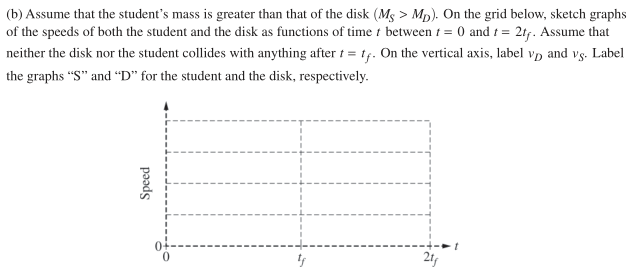 (b) Assume that the student’s mass is greater than that of the disk (M_S > M_D). On the grid below, sketch graphs
of the speeds of both the student and the disk as functions of time t between t = 0 and t = 2t_f. Assume that
neither the disk nor the student collides with anything after t = t_f. On the vertical axis, label v_D and v_S. Label
the graphs “S” and “D” for the student and the disk, respectively.
Speed
0
t
0
t_f
2t_f